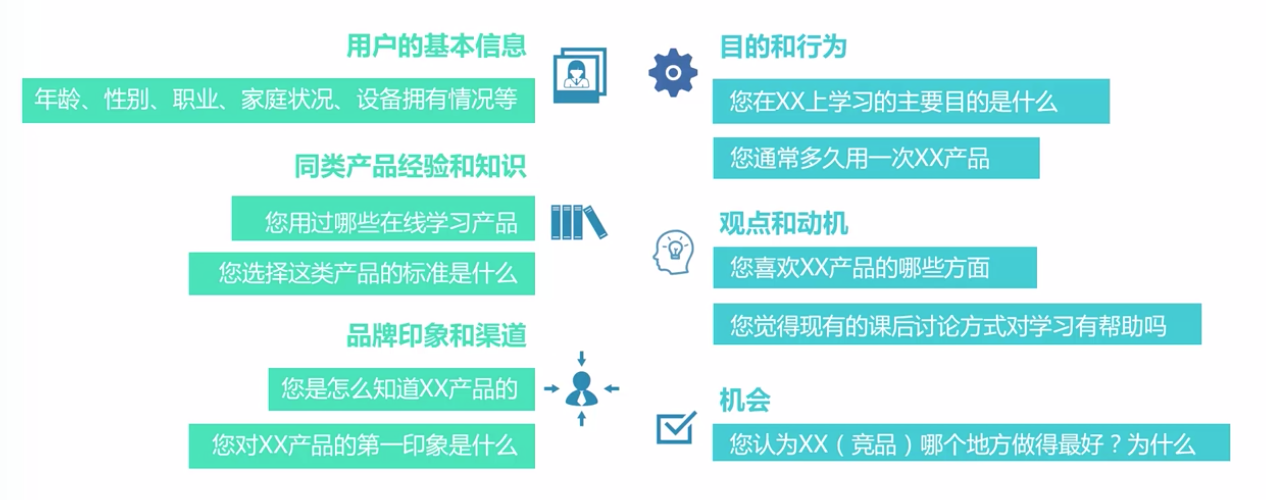 用户的基本信息
年龄、性别、职业、家庭状况、设备拥有情况等
同类产品经验和知识
您用过哪些在线学习产品
您选择这类产品的标准是什么
品牌印象和渠道
您是怎么知道XX产品的
您对XX产品的第一印象是什么
目的和行为
您在XX上学习的主要目的是什么
您通常多久用一次XX产品
观点和动机
您喜欢XX产品的哪些方面
您觉得现有的课后讨论方式对学习有帮助吗
机会
您认为XX（竞品）哪个地方做得最好？为什么